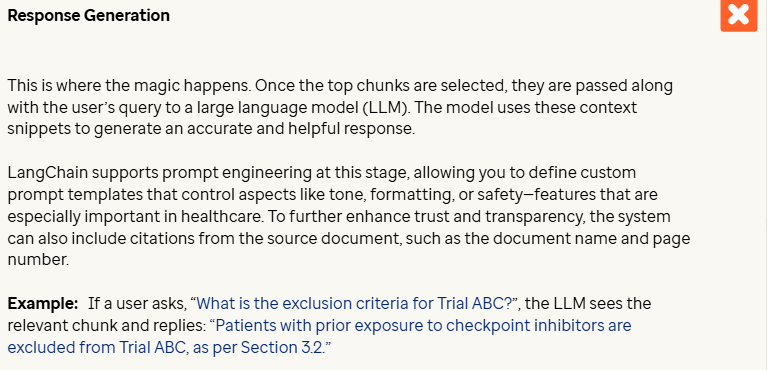 Response Generation
This is where the magic happens. Once the top chunks are selected, they are passed along
with the user's query to a large language model (LLM). The model uses these context
snippets to generate an accurate and helpful response.
LangChain supports prompt engineering at this stage, allowing you to define custom
prompt templates that control aspects like tone, formatting, or safety–features that are
especially important in healthcare. To further enhance trust and transparency, the system
can also include citations from the source document, such as the document name and page
number.
Example: If a user asks, “What is the exclusion criteria for Trial ABC?”, the LLM sees the
relevant chunk and replies: “Patients with prior exposure to checkpoint inhibitors are
excluded from Trial ABC, as per Section 3.2.”